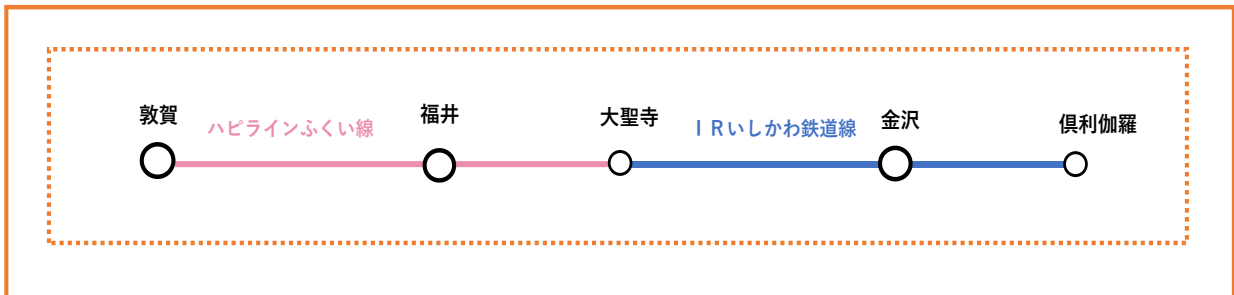 敦賀
ハピラインふくい線
福井
大聖寺
ＩＲいしかわ鉄道線
金沢
倶利伽羅